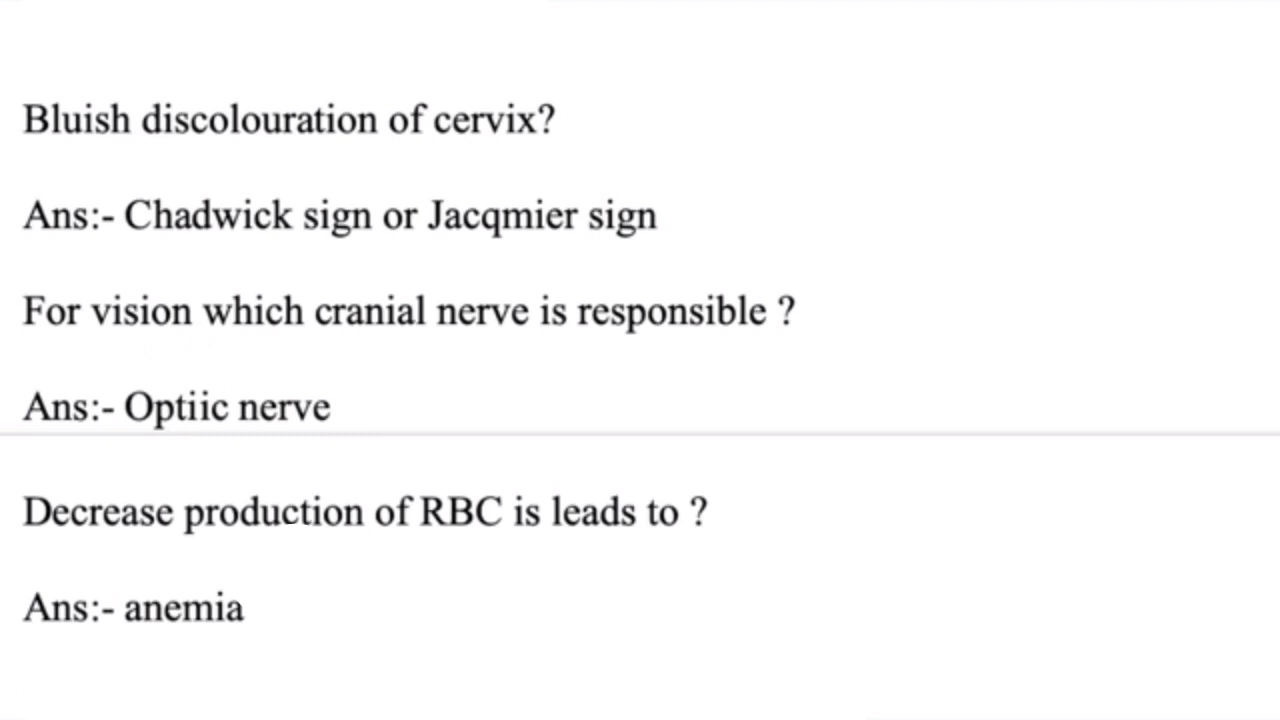 Bluish discolouration of cervix?
Ans:- Chadwick sign or Jacqmier sign
For vision which cranial nerve is responsible ?
Ans:- Optiic nerve
Decrease production of RBC is leads to ?
Ans:- anemia